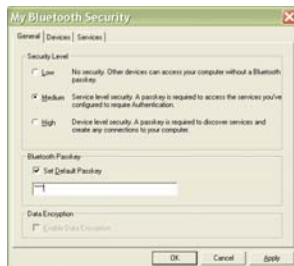 My Bluetooth Security
General Devices Services
Security Level
Low No security. Other devices can access your computer without a Bluetooth
passkey.
Medium Service level security. A passkey is required to access the services you've
configured to require Authentication.
High Device level security. A passkey is required to discover services and
create any connections to your computer.
Bluetooth Passkey
Set Default Passkey
****
Data Encryption
Enable Data Encryption
OK Cancel Apply